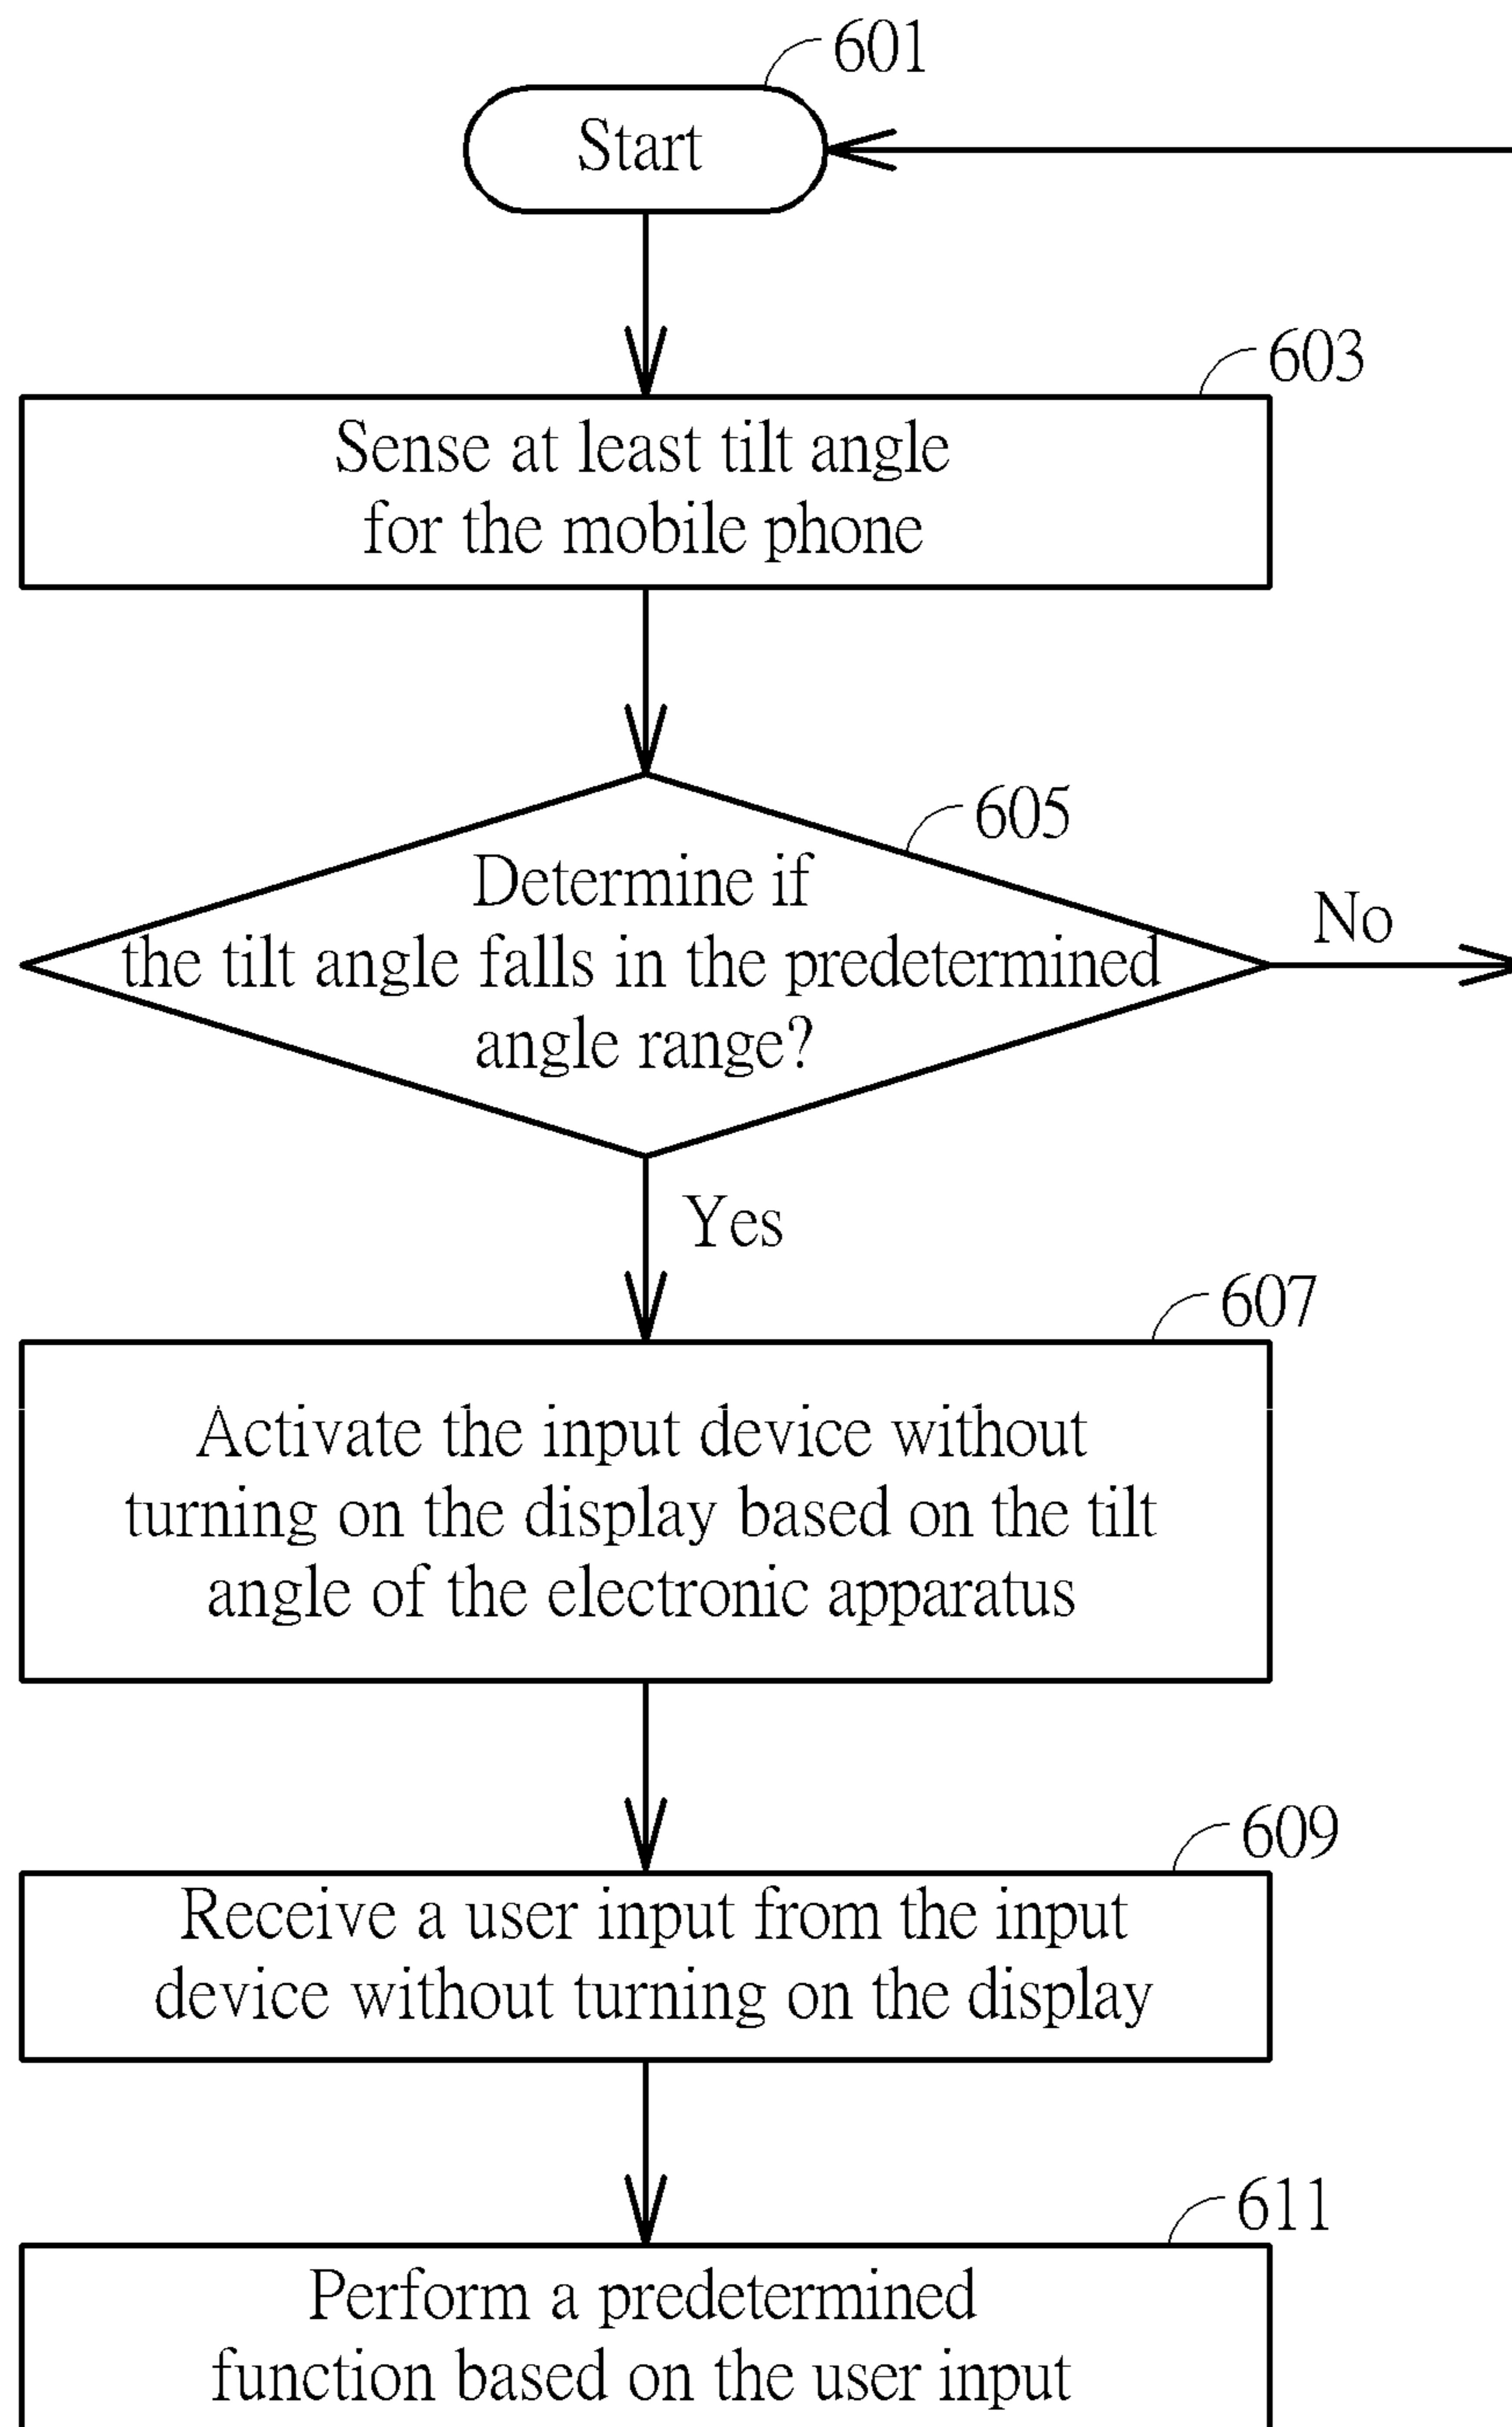 601
Start
603
Sense at least tilt angle
for the mobile phone
605
Determine if
the tilt angle falls in the predetermined
angle range?
No
Yes
607
Activate the input device without
turning on the display based on the tilt
angle of the electronic apparatus
609
Receive a user input from the input
device without turning on the display
611
Perform a predetermined
function based on the user input